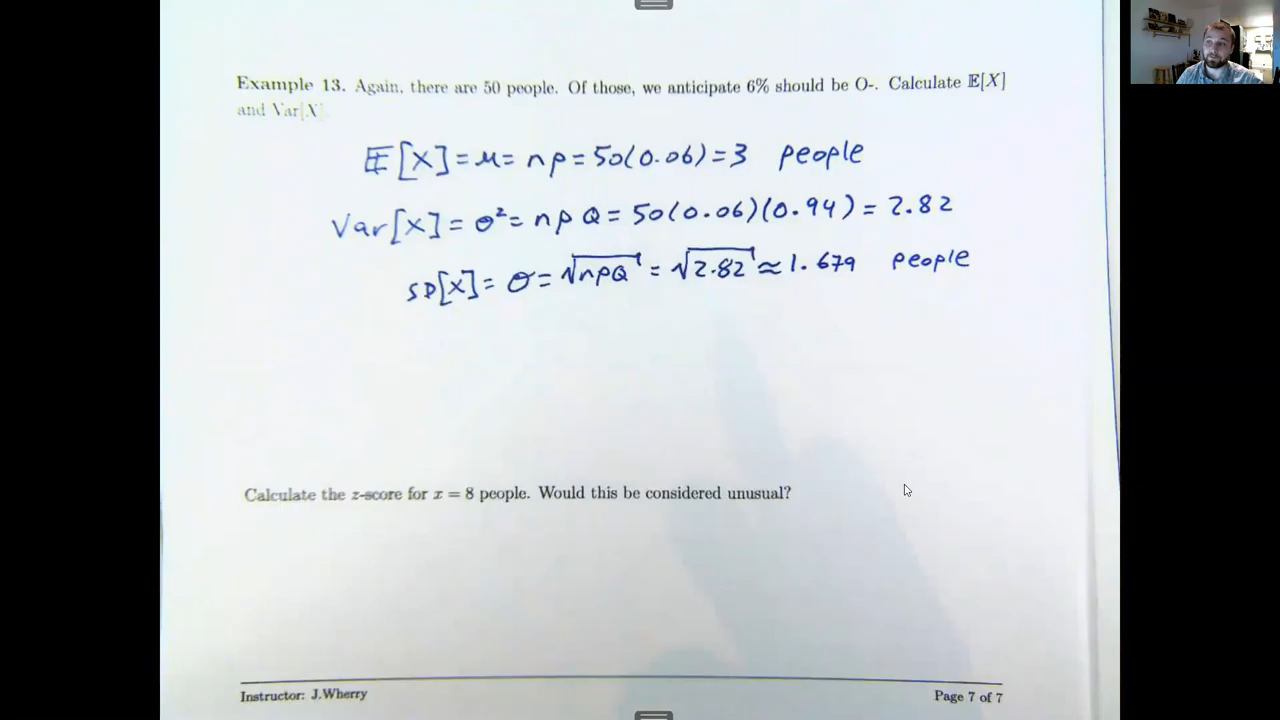 Example 13. Again, there are 50 people. Of those, we anticipate 6% should be O-. Calculate 𝔼[X]
and Var[X].
𝔼[X] = μ = np = 50(0.06) = 3 people
Var[X] = σ² = npQ = 50(0.06)(0.94) = 2.82
SD[X] = σ = √npQ = √2.82 ≈ 1.679 people
Calculate the z-score for x = 8 people. Would this be considered unusual?
Instructor: J.Wherry
Page 7 of 7